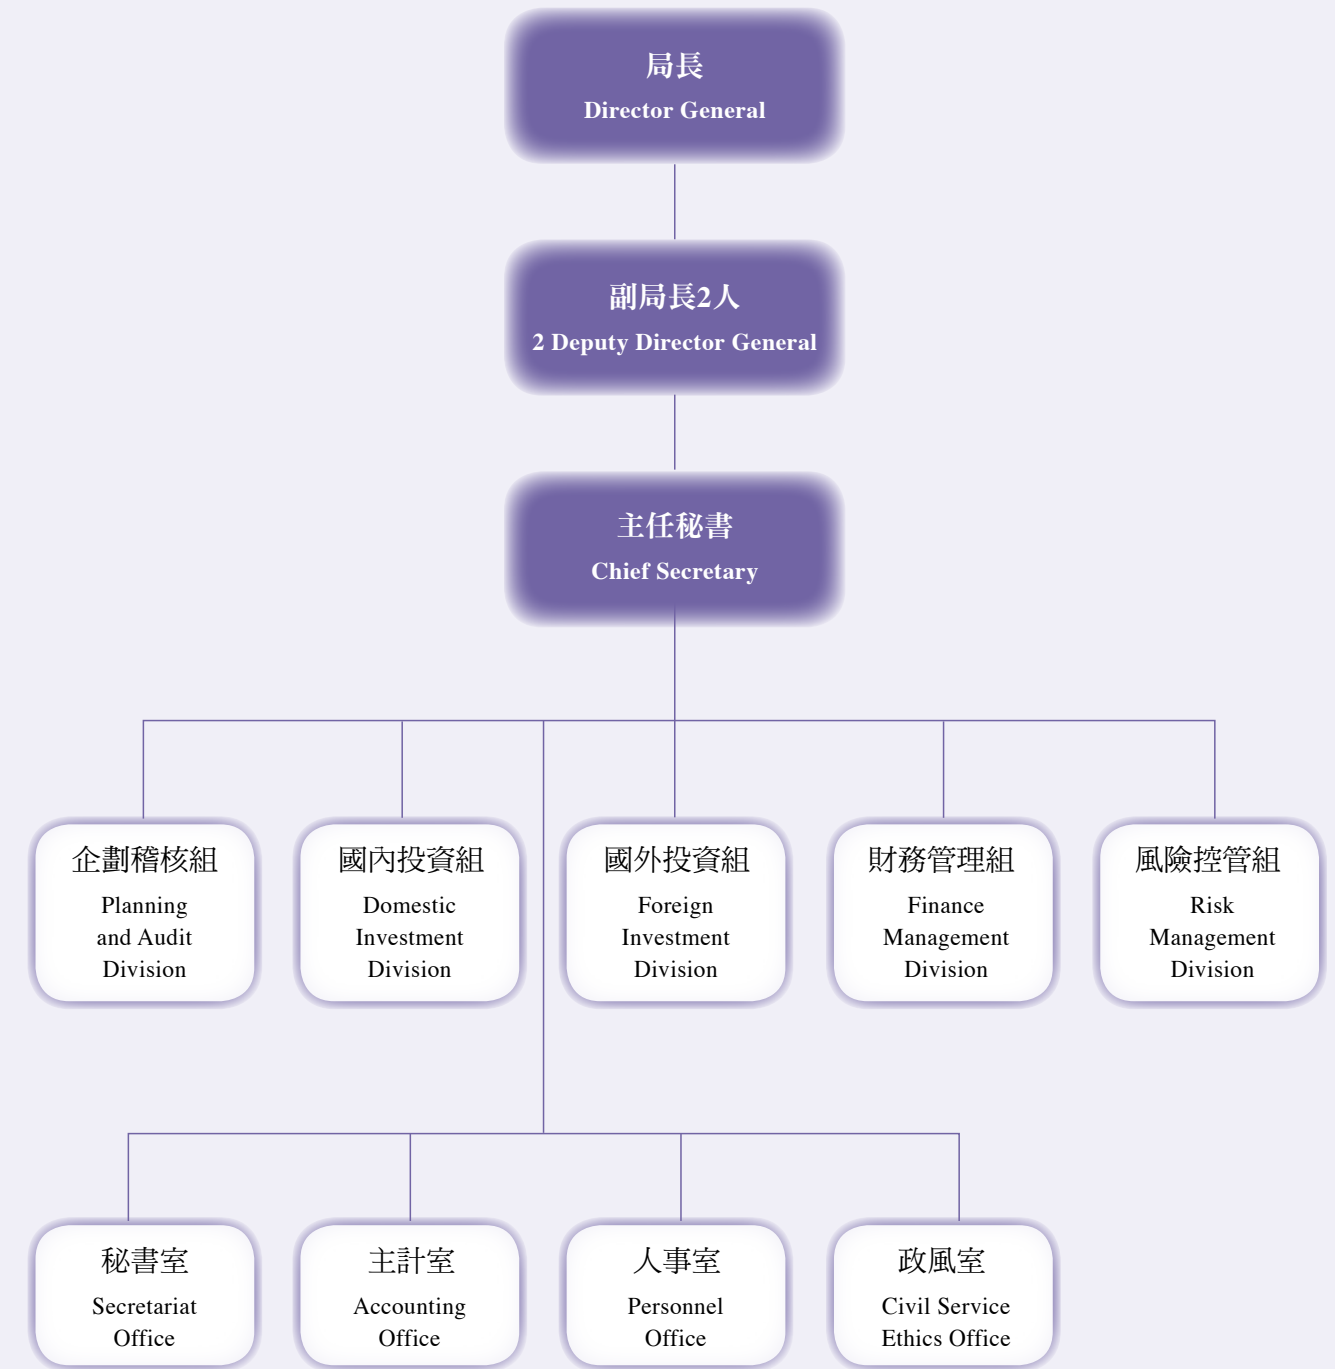 局長
Director General
副局長2人
2 Deputy Director General
主任秘書
Chief Secretary
企劃稽核組
Planning
and Audit
Division
國內投資組
Domestic
Investment
Division
國外投資組
Foreign
Investment
Division
財務管理組
Finance
Management
Division
風險控管組
Risk
Management
Division
秘書室
Secretariat
Office
主計室
Accounting
Office
人事室
Personnel
Office
政風室
Civil Service
Ethics Office